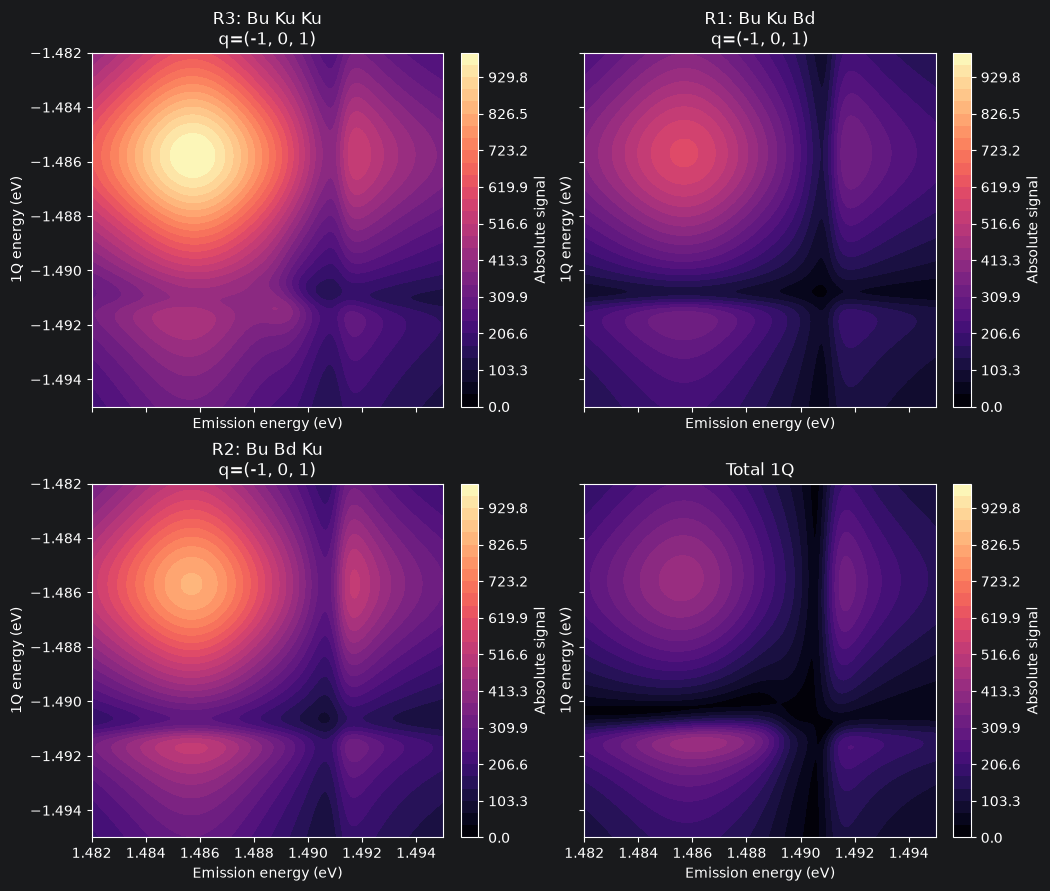 R3: Bu Ku Ku
q=(-1, 0, 1)
−1.482
−1.484
−1.486
−1.488
−1.490
−1.492
−1.494
1Q energy (eV)
Emission energy (eV)
929.8
826.5
723.2
619.9
516.6
413.3
309.9
206.6
103.3
0.0
Absolute signal
R1: Bu Ku Bd
q=(-1, 0, 1)
1Q energy (eV)
Emission energy (eV)
929.8
826.5
723.2
619.9
516.6
413.3
309.9
206.6
103.3
0.0
Absolute signal
R2: Bu Bd Ku
q=(-1, 0, 1)
−1.482
−1.484
−1.486
−1.488
−1.490
−1.492
−1.494
1Q energy (eV)
1.482 1.484 1.486 1.488 1.490 1.492 1.494
Emission energy (eV)
929.8
826.5
723.2
619.9
516.6
413.3
309.9
206.6
103.3
0.0
Absolute signal
Total 1Q
1Q energy (eV)
1.482 1.484 1.486 1.488 1.490 1.492 1.494
Emission energy (eV)
929.8
826.5
723.2
619.9
516.6
413.3
309.9
206.6
103.3
0.0
Absolute signal